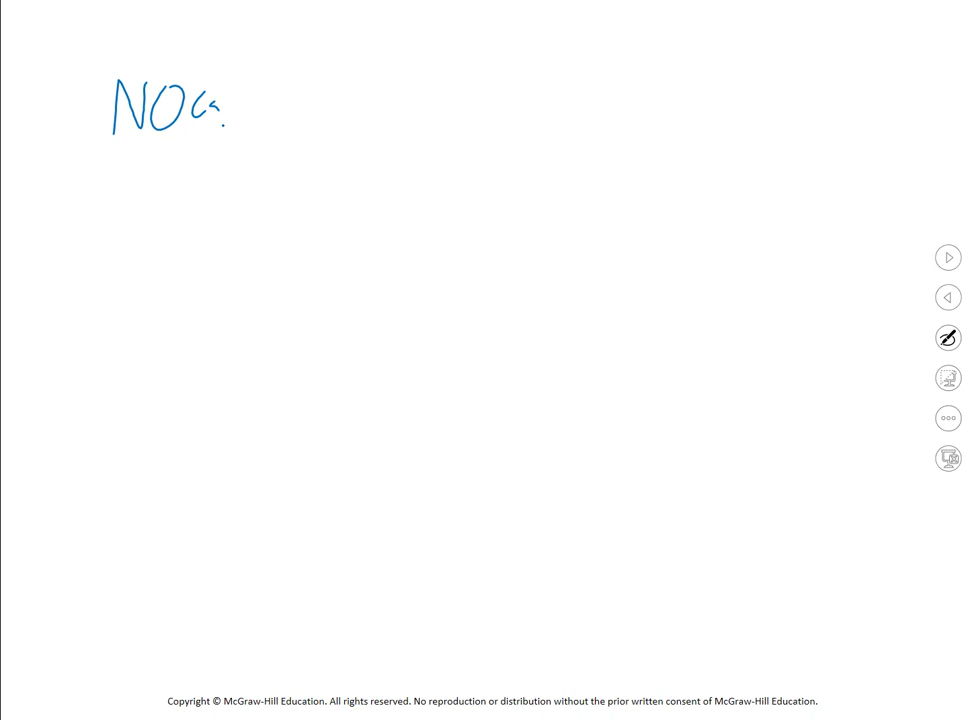 NO
Copyright © McGraw-Hill Education. All rights reserved. No reproduction or distribution without the prior written consent of McGraw-Hill Education.